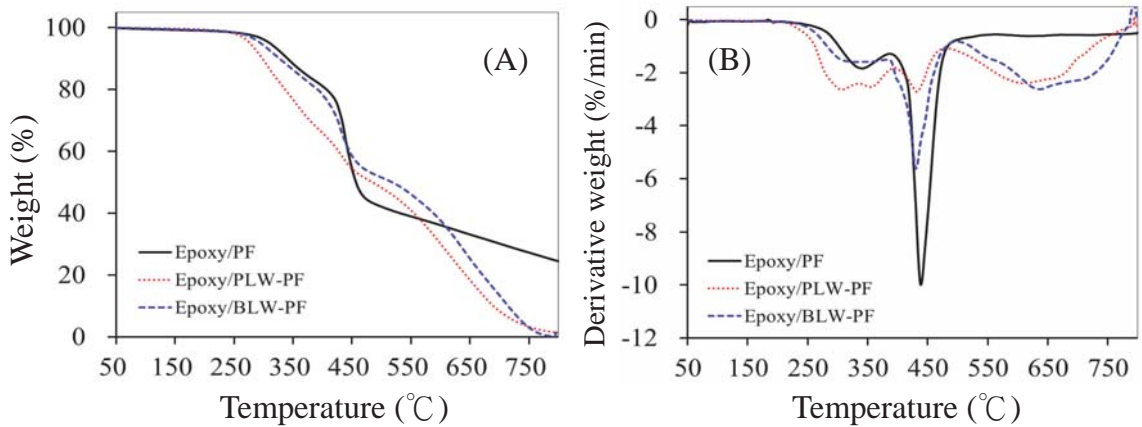 (A)
Weight (%)
100
80
60
40
20
0
Epoxy/PF
Epoxy/PLW-PF
Epoxy/BLW-PF
50 150 250 350 450 550 650 750
Temperature (℃)
(B)
Derivative weight (%/min)
0
-2
-4
-6
-8
-10
-12
Epoxy/PF
Epoxy/PLW-PF
Epoxy/BLW-PF
50 150 250 350 450 550 650 750
Temperature (℃)